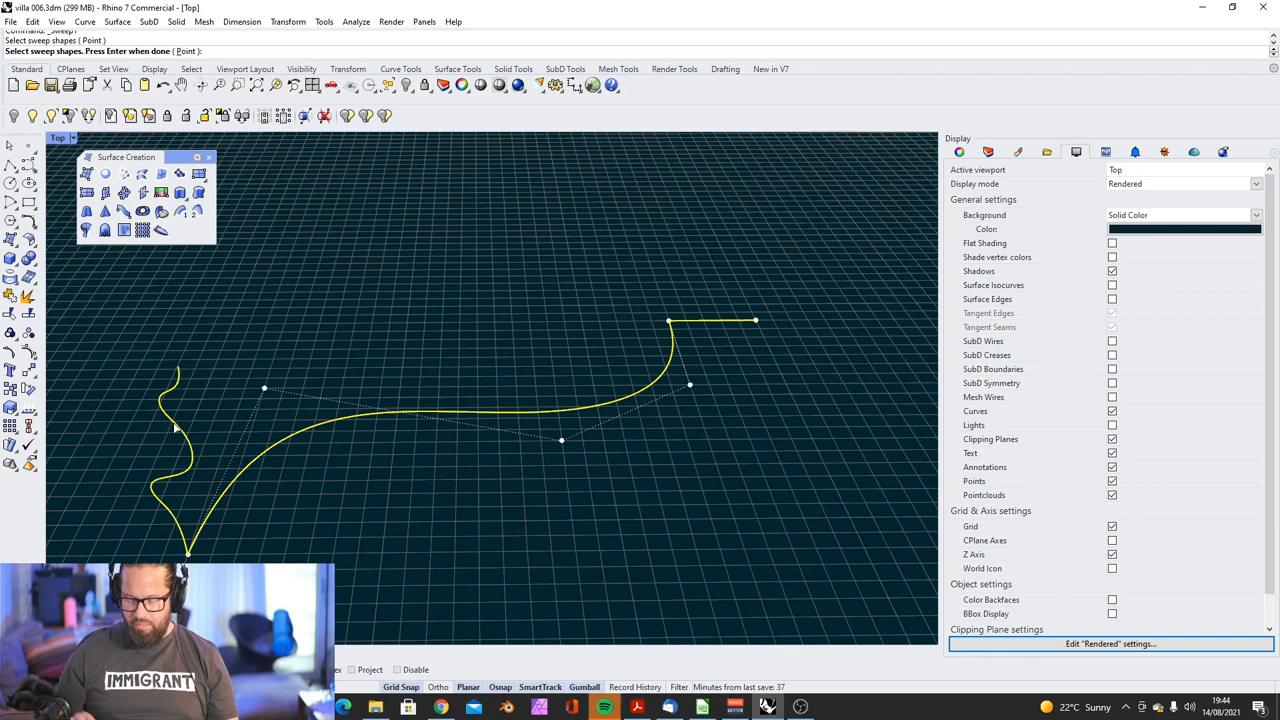 villa 006.3dm (299 MB) - Rhino 7 Commercial - [Top]
File Edit View Curve Surface SubD Solid Mesh Dimension Transform Tools Analyze Render Panels Help
Command: _Sweep1
Select sweep shapes ( Point )
Select sweep shapes. Press Enter when done ( Point ):
Standard CPlanes Set View Display Select Viewport Layout Visibility Transform Curve Tools Surface Tools Solid Tools SubD Tools Mesh Tools Render Tools Drafting New in V7
Top
Surface Creation
Display
Active viewport Top
Display mode Rendered
General settings
Background Solid Color
Color:
Flat Shading
Shade vertex colors
Shadows
Surface Isocurves
Surface Edges
Tangent Edges
Tangent Seams
SubD Wires
SubD Creases
SubD Boundaries
SubD Symmetry
Mesh Wires
Curves
Lights
Clipping Planes
Text
Annotations
Points
Pointclouds
Grid & Axis settings
Grid
CPlane Axes
Z Axis
World Icon
Object settings
Color Backfaces
BBox Display
Clipping Plane settings
Edit "Rendered" settings...
IMMIGRANT
Project Disable
Grid Snap Ortho Planar Osnap SmartTrack Gumball Record History Filter Minutes from last save: 37
22°C Sunny
19:44
14/08/2021